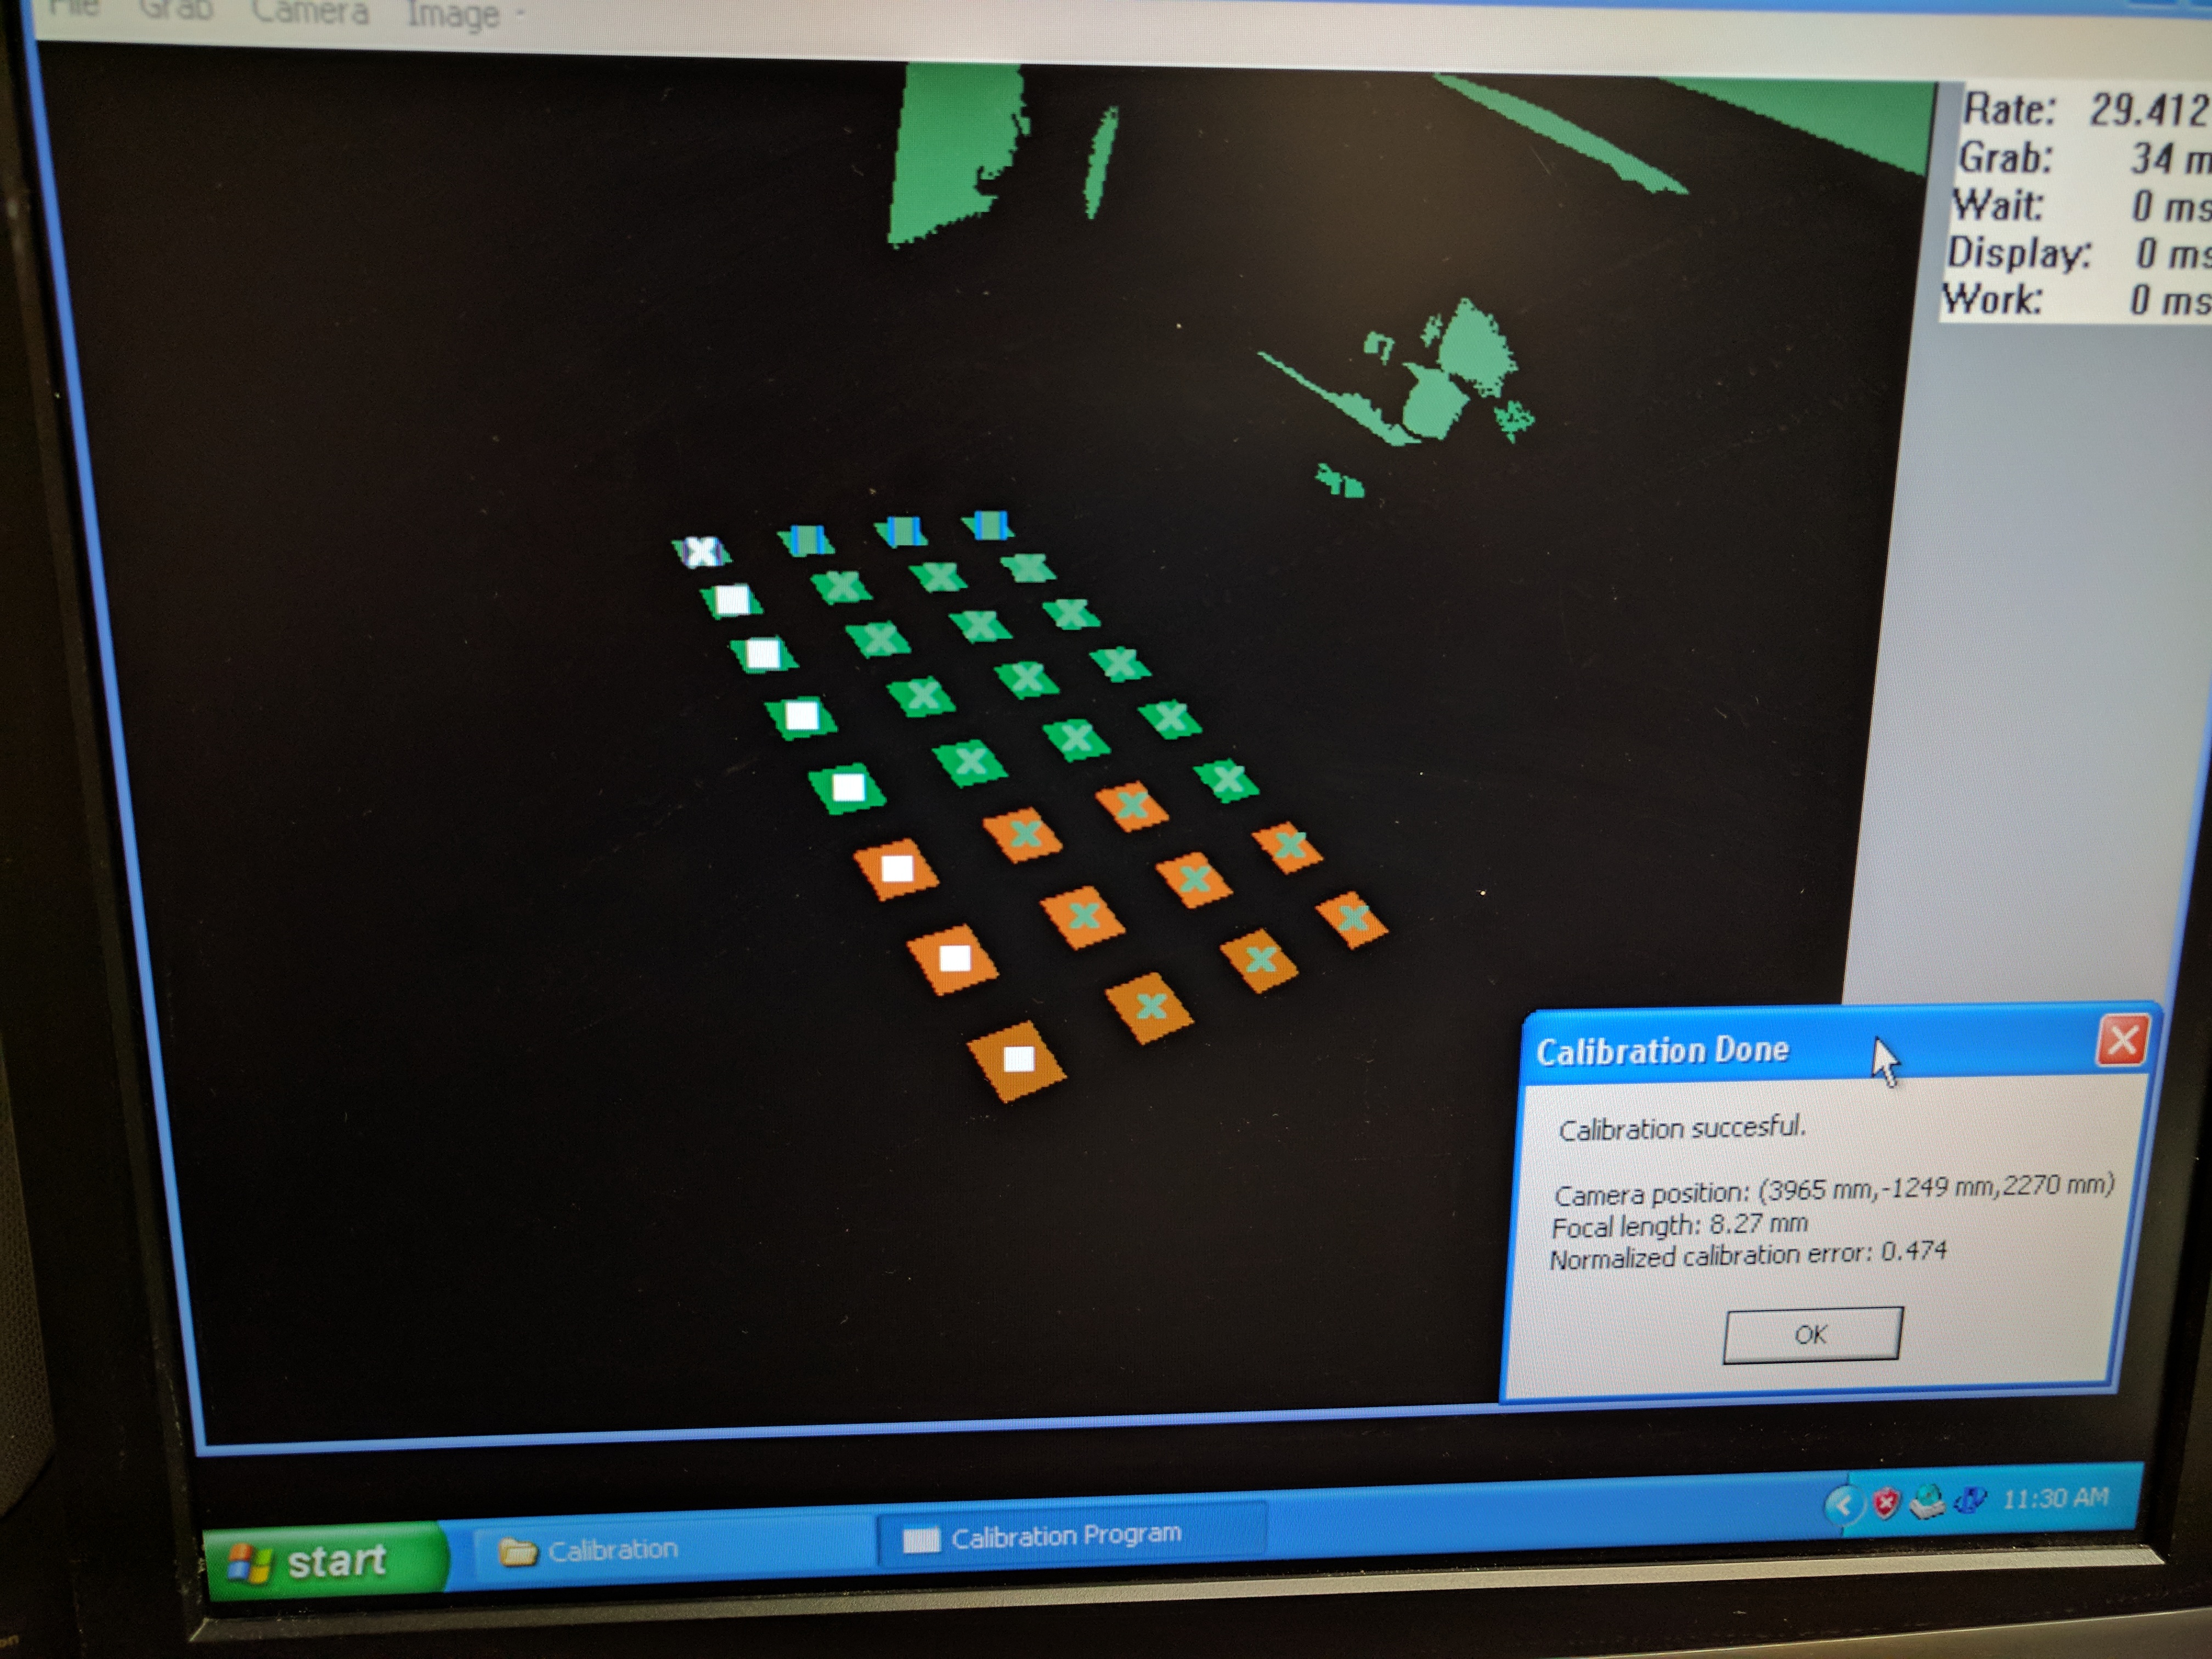 File Grab Camera Image -
Rate: 29.412
Grab: 34 m
Wait: 0 ms
Display: 0 ms
Work: 0 ms
Calibration Done
Calibration succesful.
Camera position: (3965 mm,-1249 mm,2270 mm)
Focal length: 8.27 mm
Normalized calibration error: 0.474
OK
start
Calibration
Calibration Program
11:30 AM